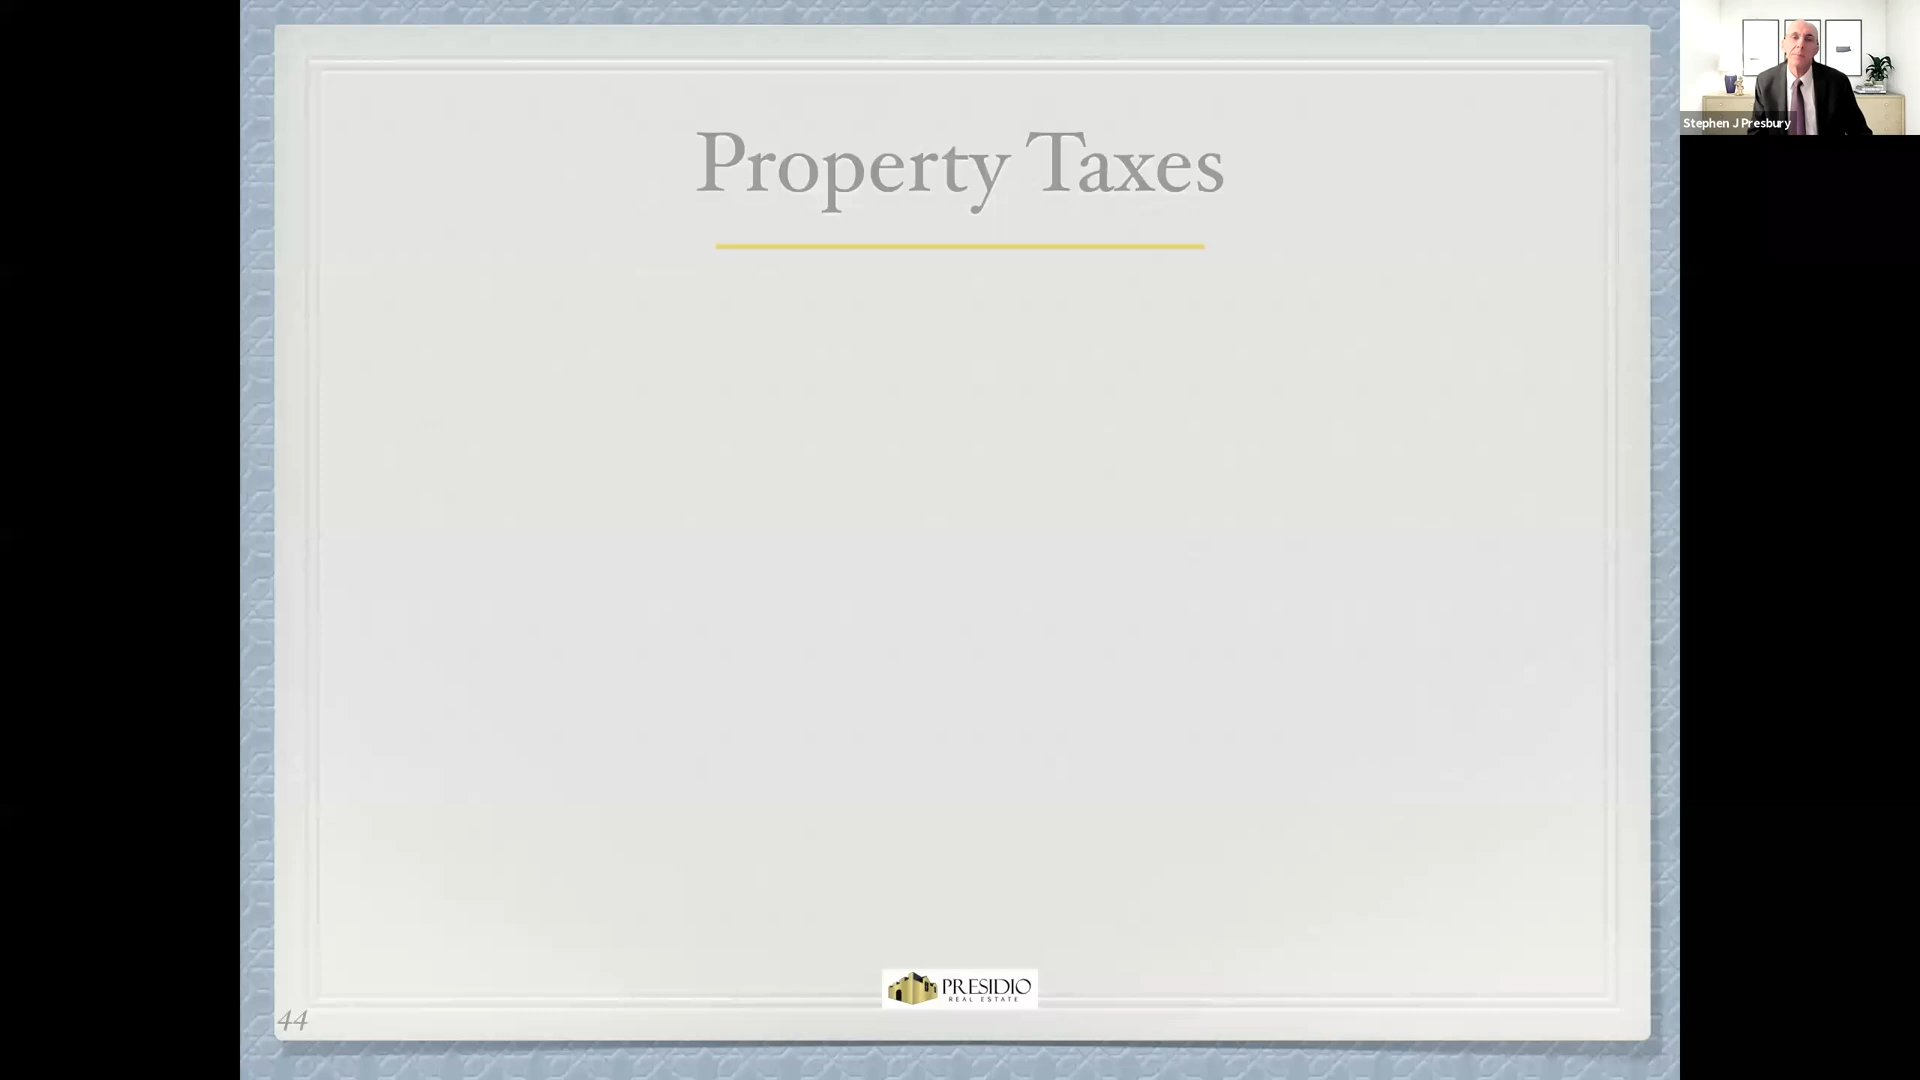 Property Taxes
Stephen J Presbury
PRESIDIO
REAL ESTATE
44